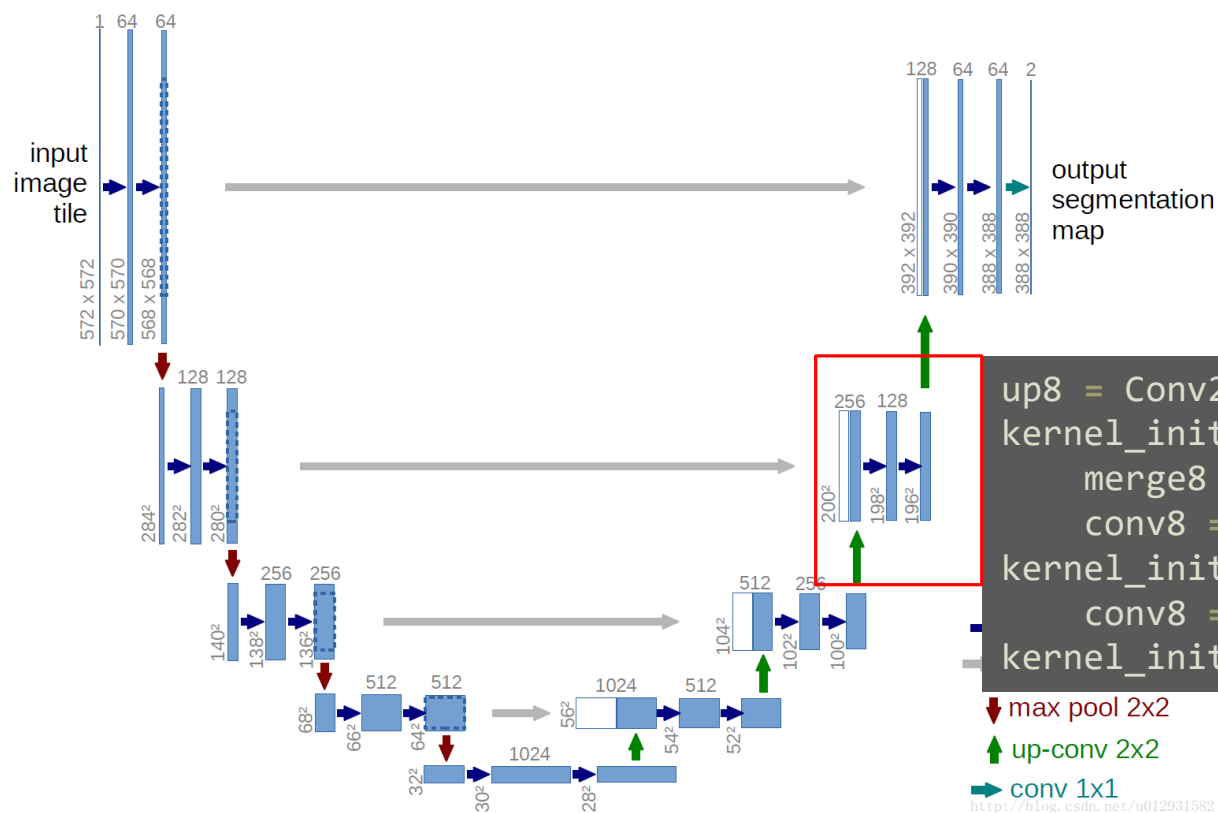 1 64 64
128 64 64 2
input
image
tile
output
segmentation
map
572 x 572
570 x 570
568 x 568
392 x 392
390 x 390
388 x 388
388 x 388
128 128
256 128
284²
282²
280²
200²
198²
196²
up8 = Conv2
kernel_init
merge8
conv8 =
kernel_init
conv8 =
kernel_init
256 256
512 256
140²
138²
136²
104²
102²
100²
512 512
1024 512
68²
66²
64²
56²
54²
52²
1024
32²
30²
28²
max pool 2x2
up-conv 2x2
conv 1x1
http://blog.csdn.net/u012931582